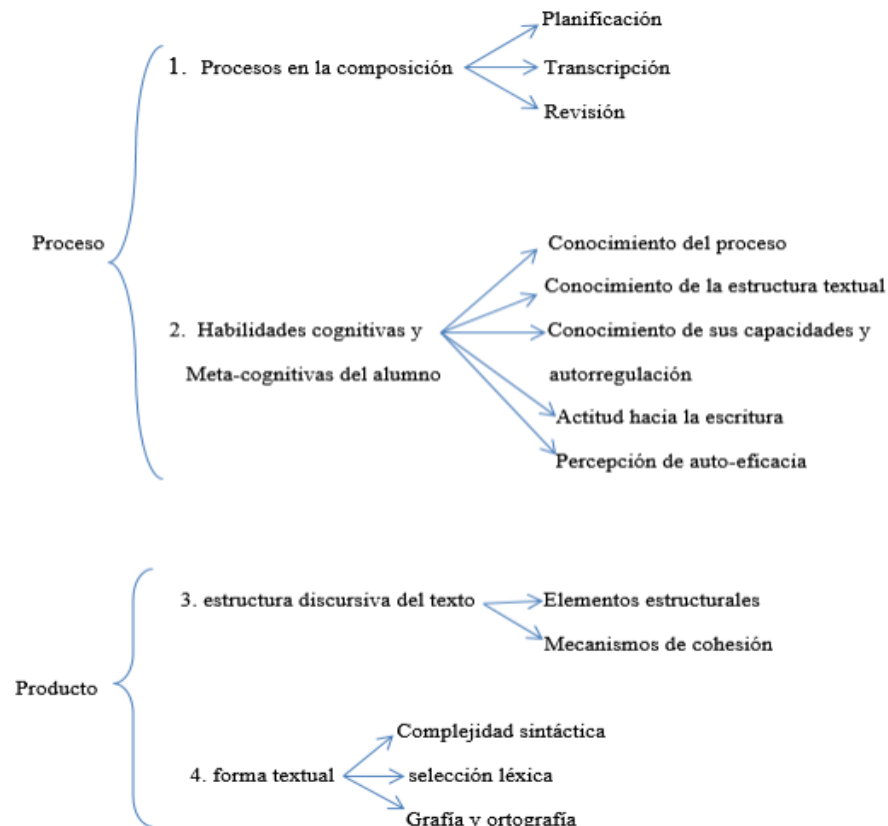 Planificación
1. Procesos en la composición
Transcripción
Revisión
Proceso
Conocimiento del proceso
Conocimiento de la estructura textual
2. Habilidades cognitivas y
Meta-cognitivas del alumno
Conocimiento de sus capacidades y
autorregulación
Actitud hacia la escritura
Percepción de auto-eficacia
Producto
3. estructura discursiva del texto
Elementos estructurales
Mecanismos de cohesión
4. forma textual
Complejidad sintáctica
selección léxica
Grafía y ortografía